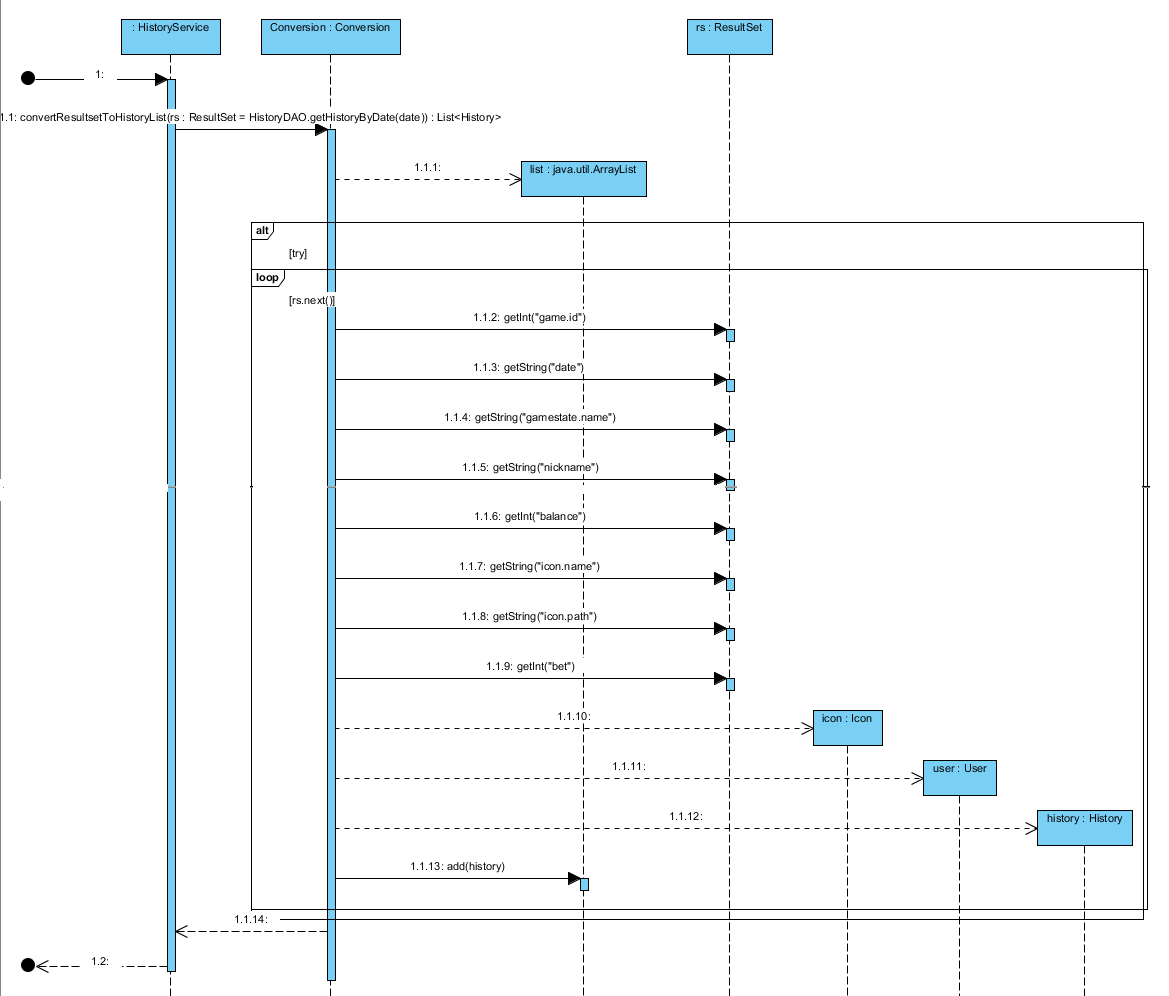 : HistoryService
Conversion : Conversion
rs : ResultSet
1:
1.1: convertResultsetToHistoryList(rs : ResultSet = HistoryDAO.getHistoryByDate(date)) : List<History>
1.1.1:
list : java.util.ArrayList
alt
[try]
loop
[rs.next()]
1.1.2: getInt("game.id")
1.1.3: getString("date")
1.1.4: getString("gamestate.name")
1.1.5: getString("nickname")
1.1.6: getInt("balance")
1.1.7: getString("icon.name")
1.1.8: getString("icon.path")
1.1.9: getInt("bet")
1.1.10:
icon : Icon
1.1.11:
user : User
1.1.12:
history : History
1.1.13: add(history)
1.1.14:
1.2: